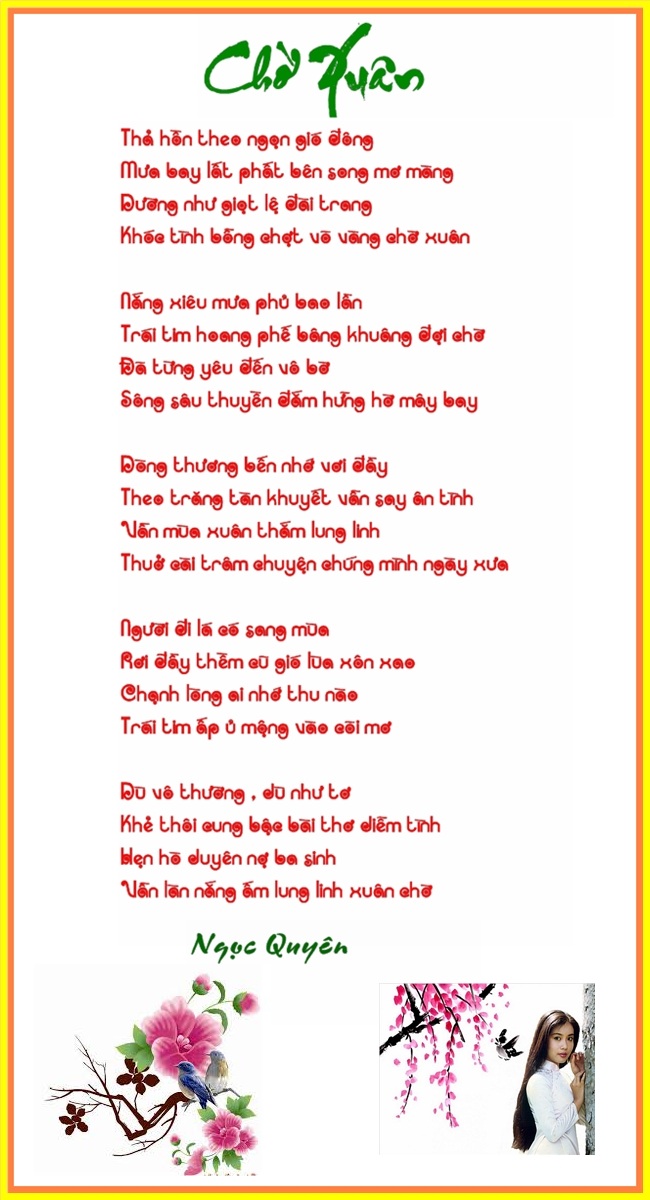 Chờ Xuân
Thả hồn theo ngọn gió đông
Mưa bay lất phất bên song mơ màng
Dương như giọt lệ đài trang
Khóc tình bỗng chợt võ vàng chờ xuân
Nắng xiêu mưa phủ bao lần
Trái tim hoang phế bâng khuâng đợi chờ
Đã từng yêu đến vô bờ
Sông sâu thuyền đắm hững hờ mây bay
Dòng thương bến nhớ vơi đầy
Theo trăng tàn khuyết vẫn say ân tình
Vẫn mùa xuân thắm lung linh
Thuở cài trâm chuyện chúng mình ngày xưa
Người đi lá có sang mùa
Rơi đầy thềm cũ gió lùa xôn xao
Chạnh lòng ai nhớ thu nào
Trái tim ấp ủ mộng vào cõi mơ
Dù vô thường , dù như tơ
Khẻ thôi cung bậc bài thơ diễm tình
Hẹn hò duyên nợ ba sinh
Vẫn làn nắng ấm lung linh xuân chờ
Ngọc Quyên